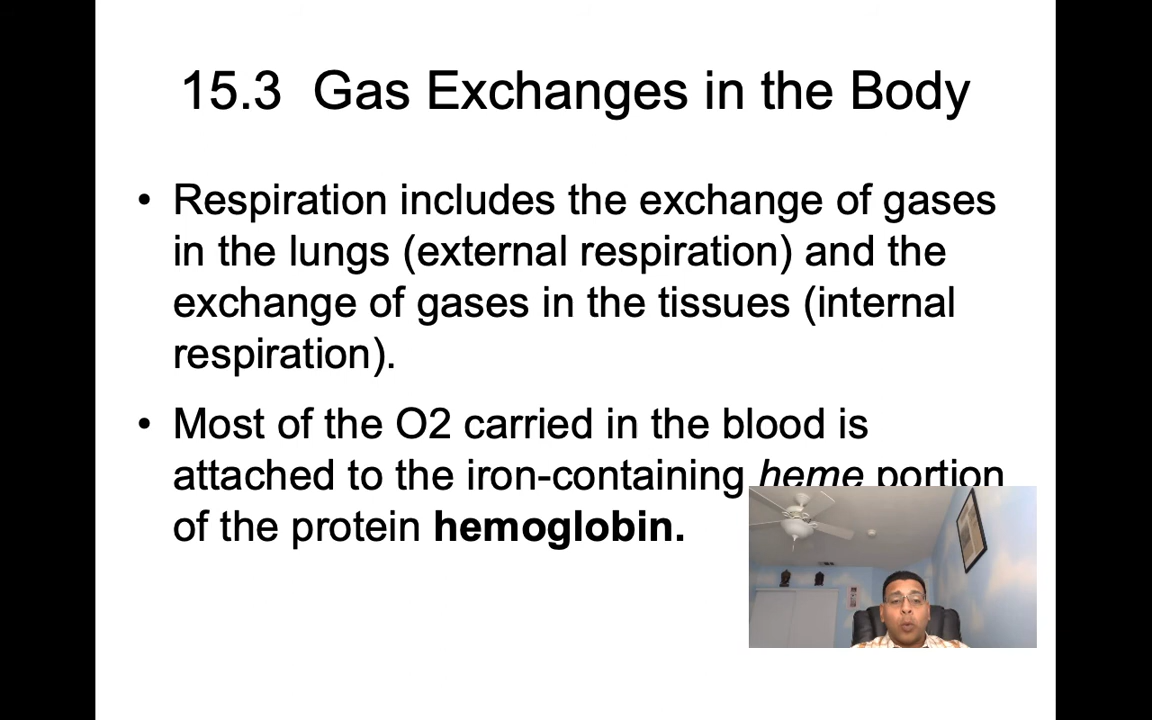 15.3 Gas Exchanges in the Body
• Respiration includes the exchange of gases
in the lungs (external respiration) and the
exchange of gases in the tissues (internal
respiration).
• Most of the O2 carried in the blood is
attached to the iron-containing heme portion
of the protein hemoglobin.